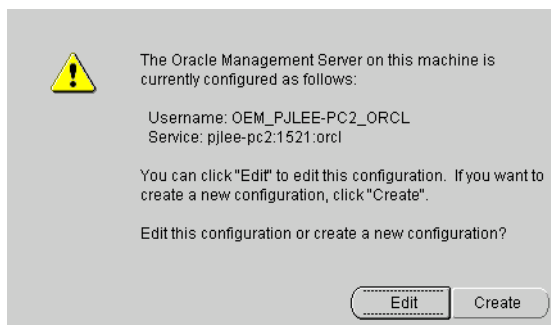 The Oracle Management Server on this machine is
currently configured as follows:
Username: OEM_PJLEE-PC2_ORCL
Service: pjlee-pc2:1521:orcl
You can click "Edit" to edit this configuration.  If you want to
create a new configuration, click "Create".
Edit this configuration or create a new configuration?
Edit Create